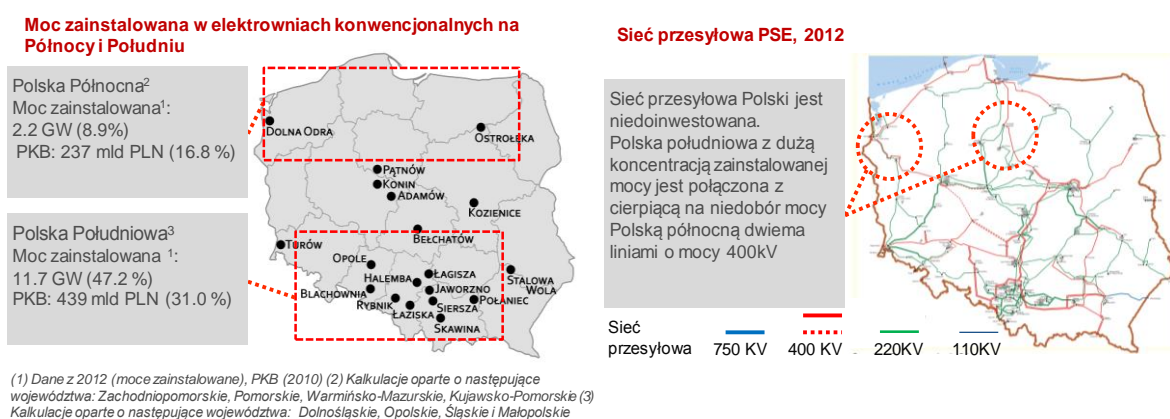 Moc zainstalowana w elektrowniach konwencjonalnych na
Północy i Południu
Polska Północna2
Moc zainstalowana1:
2.2 GW (8.9%)
PKB: 237 mld PLN (16.8 %)
Polska Południowa3
Moc zainstalowana 1:
11.7 GW (47.2 %)
PKB: 439 mld PLN (31.0 %)
DOLNA ODRA
OSTROŁĘKA
PĄTNÓW
KONIN
ADAMÓW
KOZIENICE
BEŁCHATÓW
TURÓW
OPOLE
ŁAGISZA
HALEMBA
JAWORZNO
STALOWA
WOLA
BLACHOWNIA
POŁANIEC
RYBNIK
SIERSZA
ŁAZISKA
SKAWINA
(1) Dane z 2012 (moce zainstalowane), PKB (2010) (2) Kalkulacje oparte o następujące
województwa: Zachodniopomorskie, Pomorskie, Warmińsko-Mazurskie, Kujawsko-Pomorskie (3)
Kalkulacje oparte o następujące województwa: Dolnośląskie, Opolskie, Śląskie i Małopolskie
Sieć przesyłowa PSE, 2012
Sieć przesyłowa Polski jest
niedoinwestowana.
Polska południowa z dużą
koncentracją zainstalowanej
mocy jest połączona z
cierpiącą na niedobór mocy
Polską północną dwiema
liniami o mocy 400kV
Sieć
przesyłowa
750 KV
400 KV
220KV
110KV